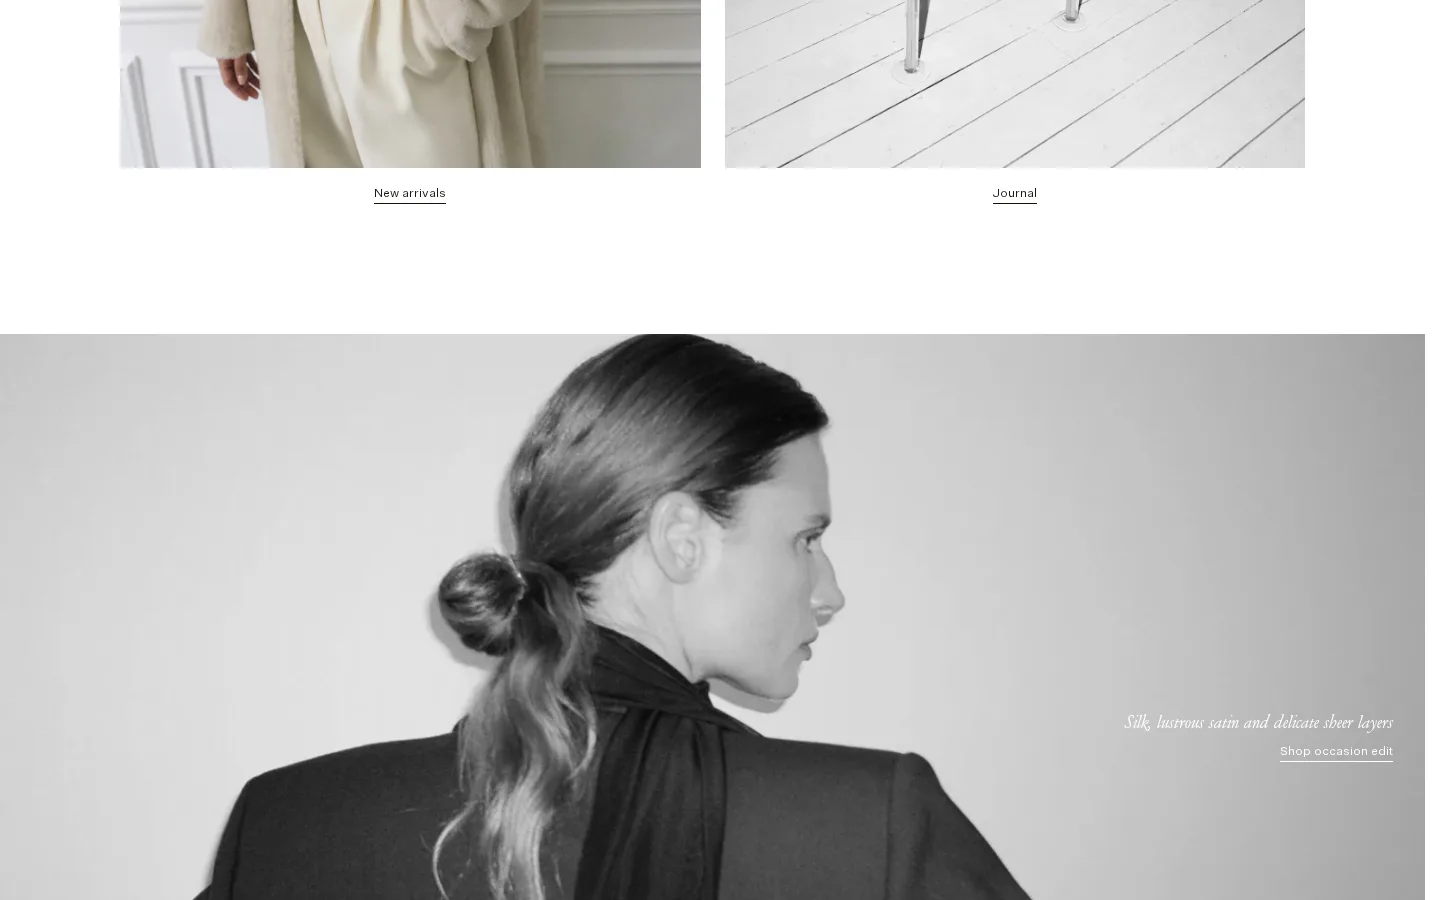 New arrivals
Journal
Silk, lustrous satin and delicate sheer layers
Shop occasion edit